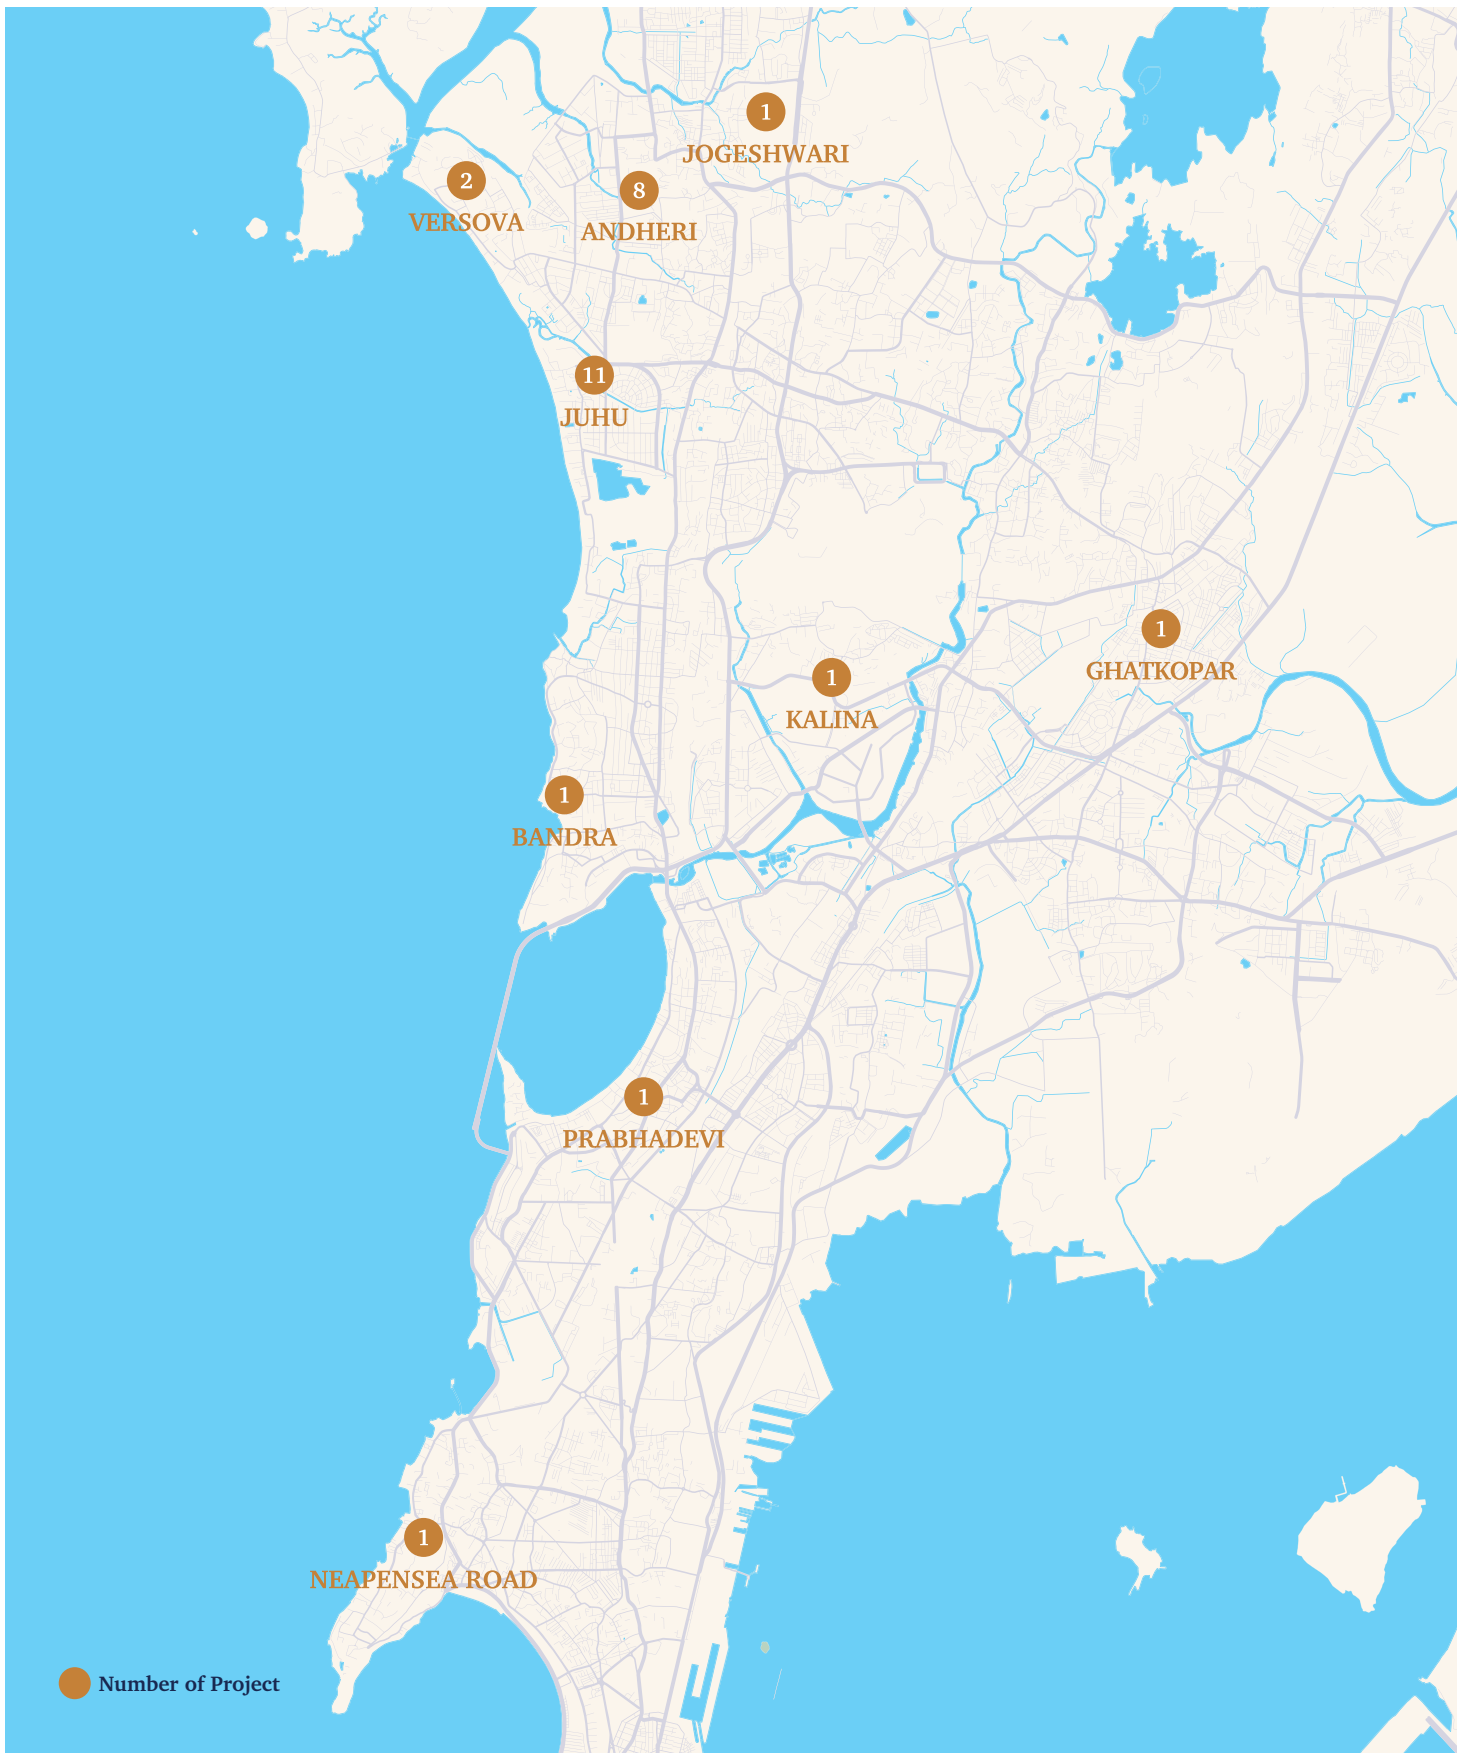 1
JOGESHWARI
2
VERSOVA
8
ANDHERI
11
JUHU
1
GHATKOPAR
1
KALINA
1
BANDRA
1
PRABHADEVI
1
NEAPENSEA ROAD
Number of Project